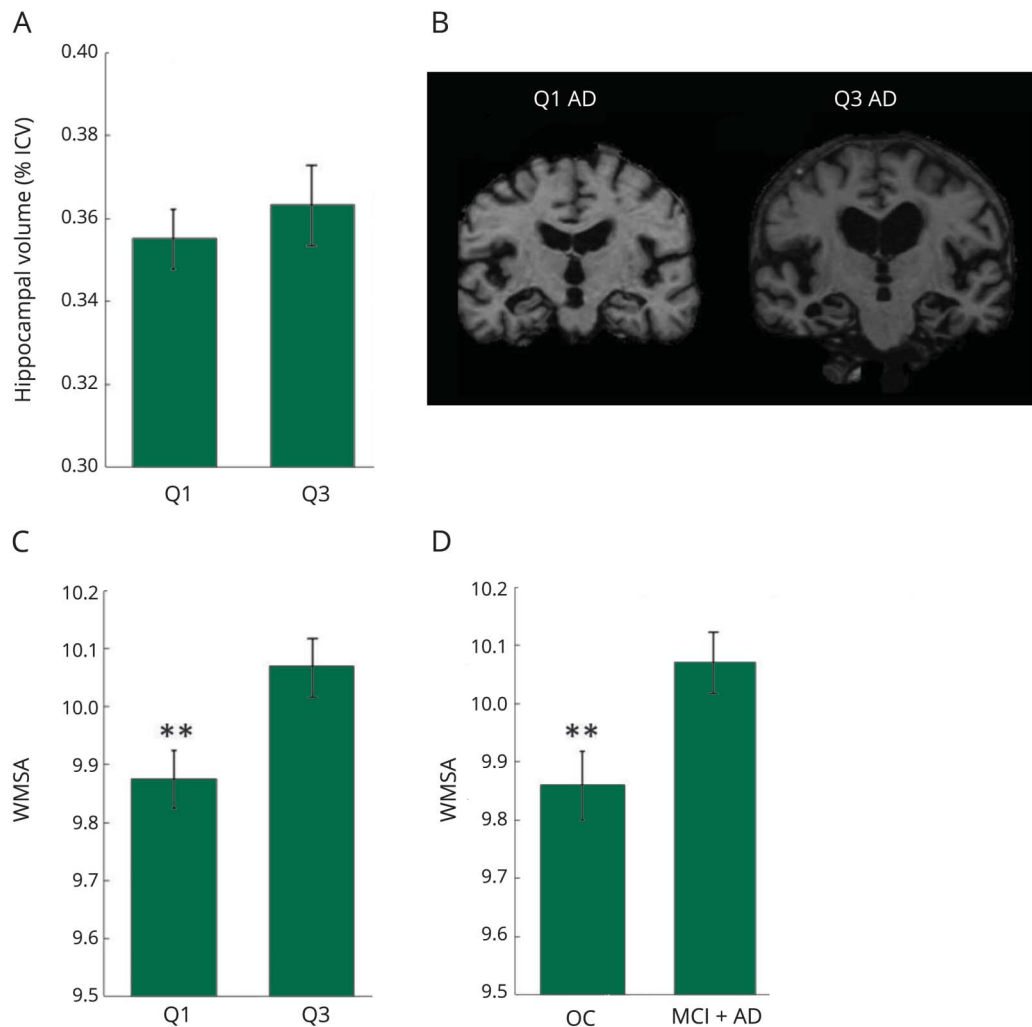 A
Hippocampal volume (% ICV)
0.40
0.38
0.36
0.34
0.32
0.30
Q1 Q3
B
Q1 AD Q3 AD
C
WMSA
10.2
10.1
10.0
9.9
9.8
9.7
9.6
9.5
**
Q1 Q3
D
WMSA
10.2
10.1
10.0
9.9
9.8
9.7
9.6
9.5
**
OC MCI + AD